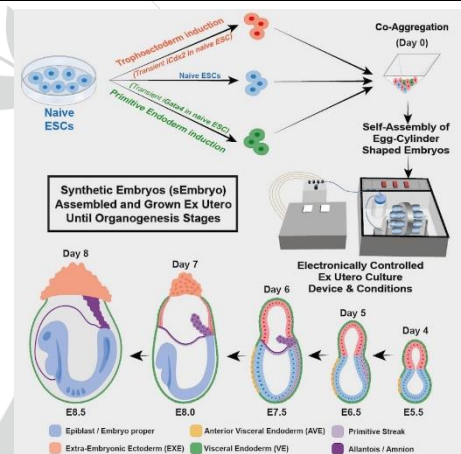 Trophoectoderm induction
(Transient iCdx2 in naive ESC)
Naive ESCs
(Transient iGata4 in naive ESC)
Primitive Endoderm induction
Naive
ESCs
Co-Aggregation
(Day 0)
Self-Assembly of
Egg-Cylinder
Shaped Embryos
Synthetic Embryos (sEmbryo)
Assembled and Grown Ex Utero
Until Organogenesis Stages
Electronically Controlled
Ex Utero Culture
Device & Conditions
Day 8
Day 7
Day 6
Day 5
Day 4
E8.5
E8.0
E7.5
E6.5
E5.5
Epiblast / Embryo proper
Anterior Visceral Endoderm (AVE)
Primitive Streak
Extra-Embryonic Ectoderm (EXE)
Visceral Endoderm (VE)
Allantois / Amnion